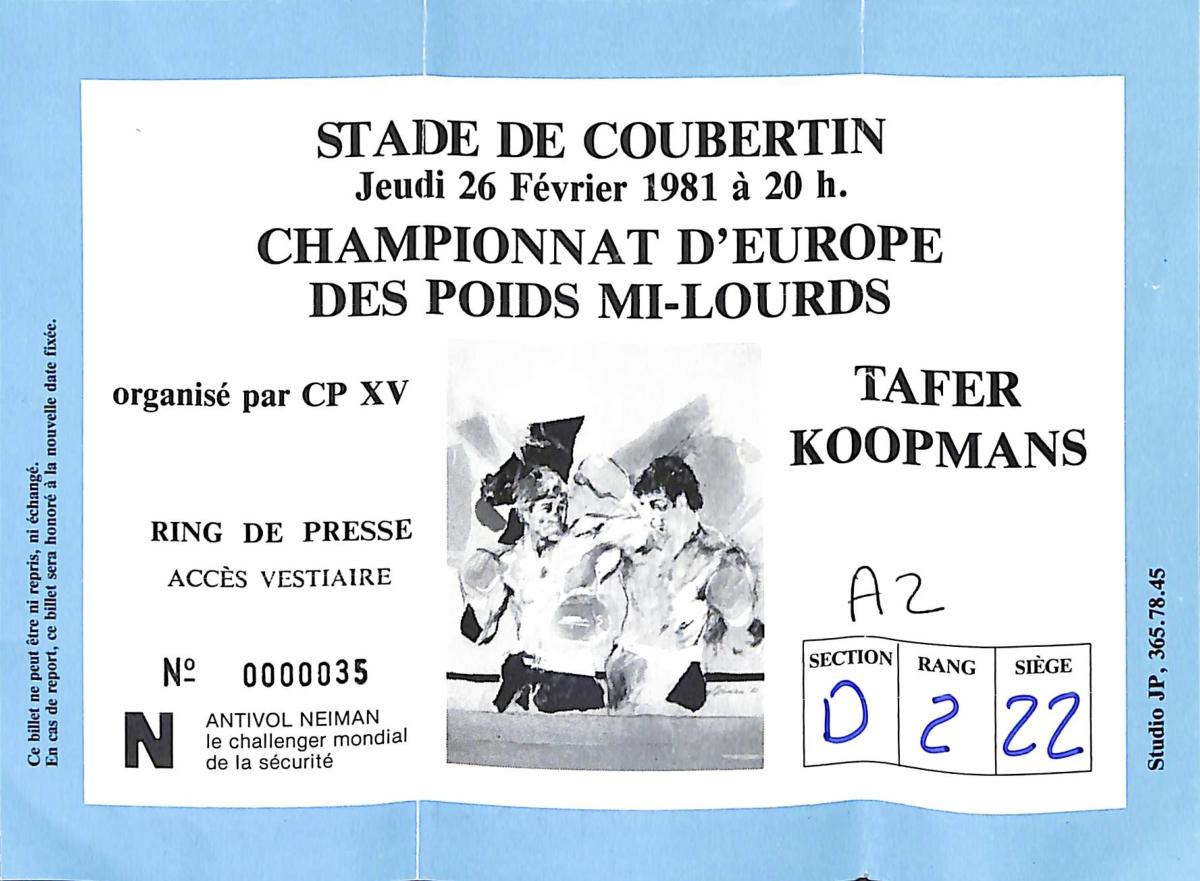 STADE DE COUBERTIN
Jeudi 26 Février 1981 à 20 h.
CHAMPIONNAT D'EUROPE
DES POIDS MI-LOURDS
organisé par CP XV
TAFER
KOOPMANS
RING DE PRESSE
ACCÈS VESTIAIRE
Nº 0000035
N
ANTIVOL NEIMAN
le challenger mondial
de la sécurité
A2
SECTION RANG SIÈGE
D 2 22
Ce billet ne peut être ni repris, ni échangé.
En cas de report, ce billet sera honoré à la nouvelle date fixée.
Studio JP, 365.78.45